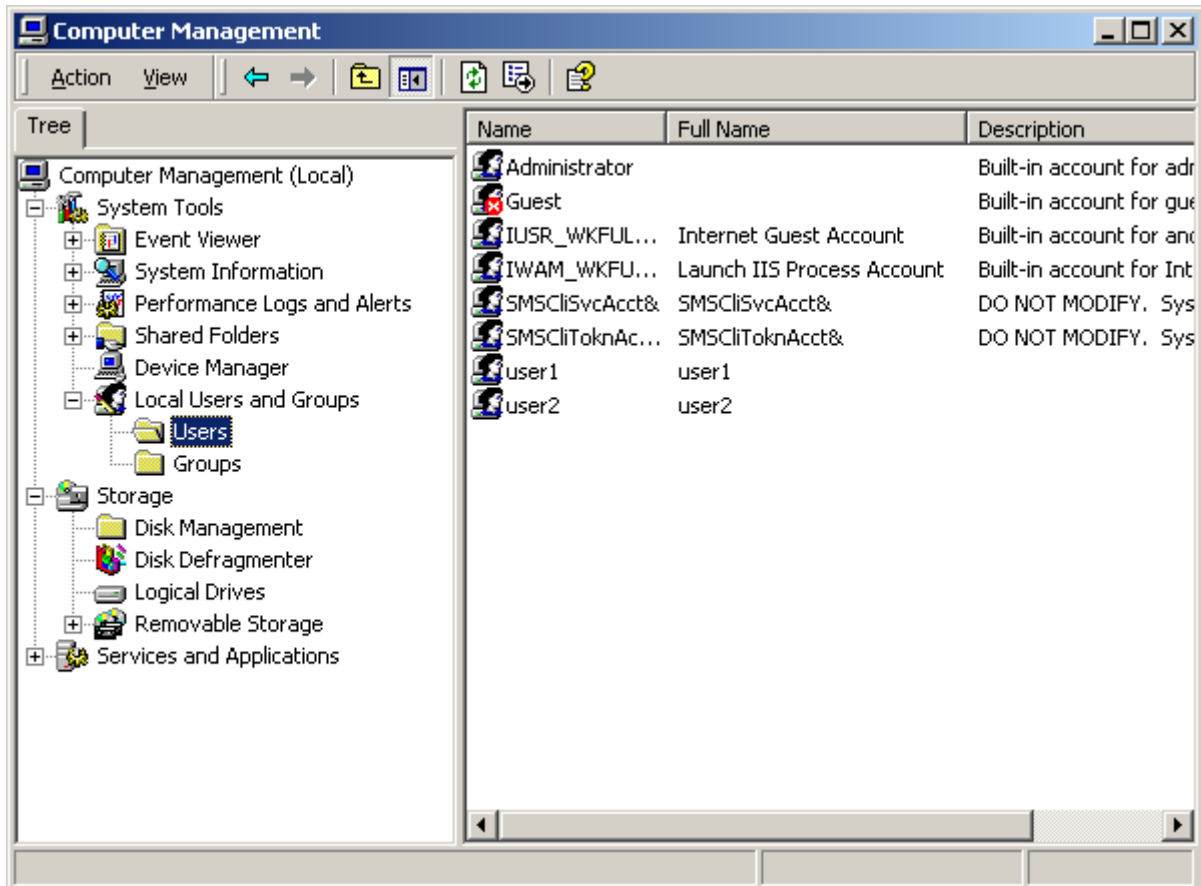 Computer Management
Action View
Tree
Computer Management (Local)
System Tools
Event Viewer
System Information
Performance Logs and Alerts
Shared Folders
Device Manager
Local Users and Groups
Users
Groups
Storage
Disk Management
Disk Defragmenter
Logical Drives
Removable Storage
Services and Applications
Name Full Name Description
Administrator Built-in account for adr
Guest Built-in account for gue
IUSR_WKFUL... Internet Guest Account Built-in account for ano
IWAM_WKFU... Launch IIS Process Account Built-in account for Int
SMSCliSvcAcct& SMSCliSvcAcct& DO NOT MODIFY. Sys
SMSCliToknAc... SMSCliToknAcct& DO NOT MODIFY. Sys
user1 user1
user2 user2